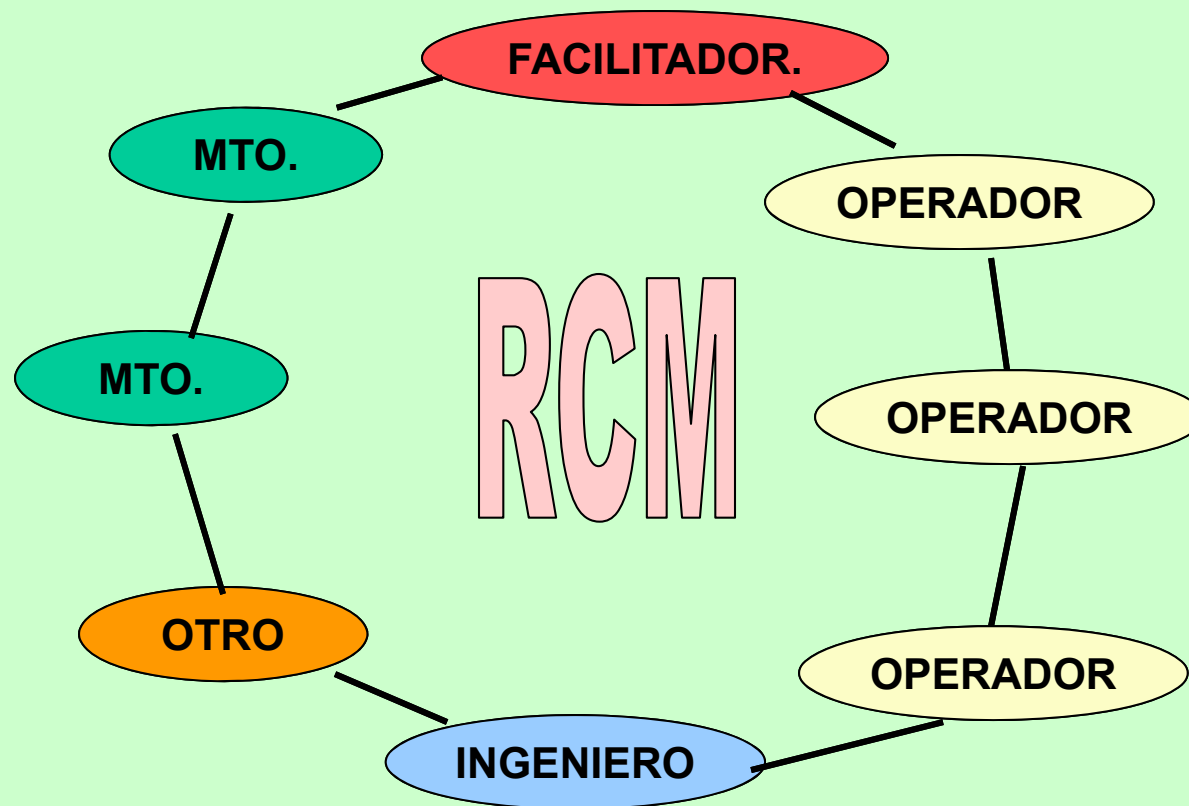 FACILITADOR.
MTO.
OPERADOR
RCM
MTO.
OPERADOR
OTRO
OPERADOR
INGENIERO